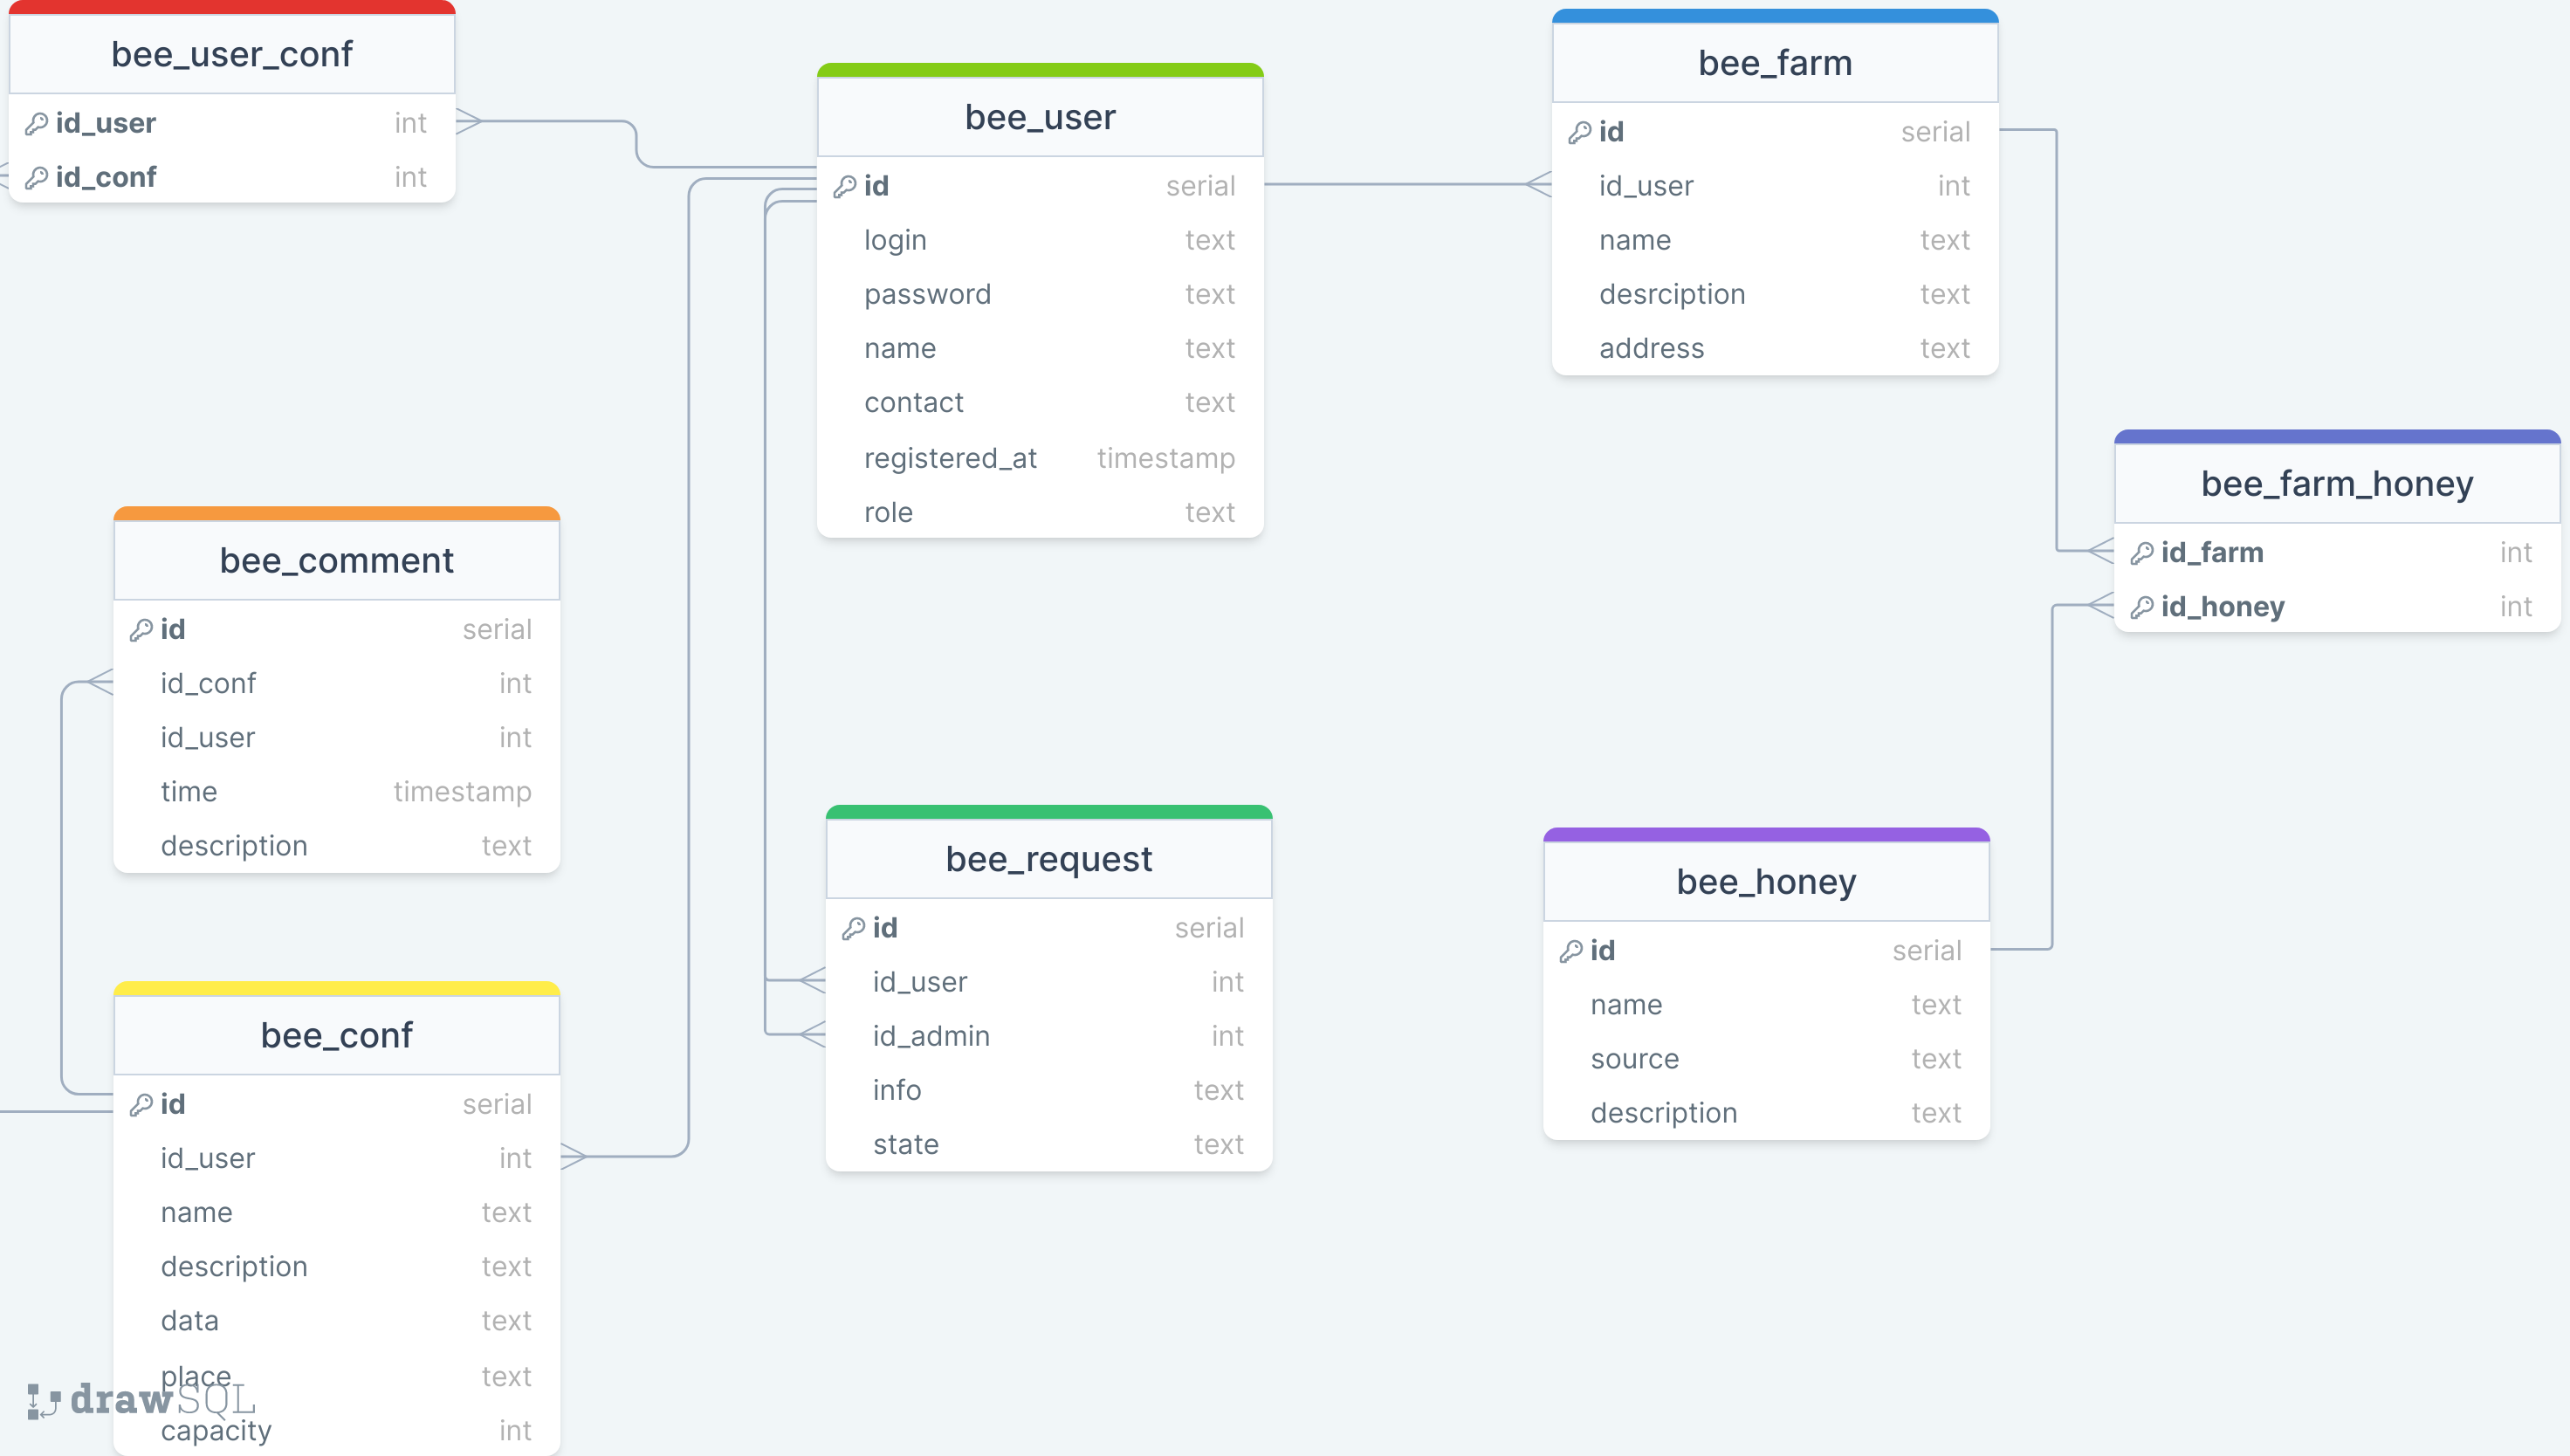 bee_user_conf
id_user int
id_conf int
bee_user
id serial
login text
password text
name text
contact text
registered_at timestamp
role text
bee_farm
id serial
id_user int
name text
desrciption text
address text
bee_farm_honey
id_farm int
id_honey int
bee_comment
id serial
id_conf int
id_user int
time timestamp
description text
bee_request
id serial
id_user int
id_admin int
info text
state text
bee_honey
id serial
name text
source text
description text
bee_conf
id serial
id_user int
name text
description text
data text
place text
capacity int
drawSQL